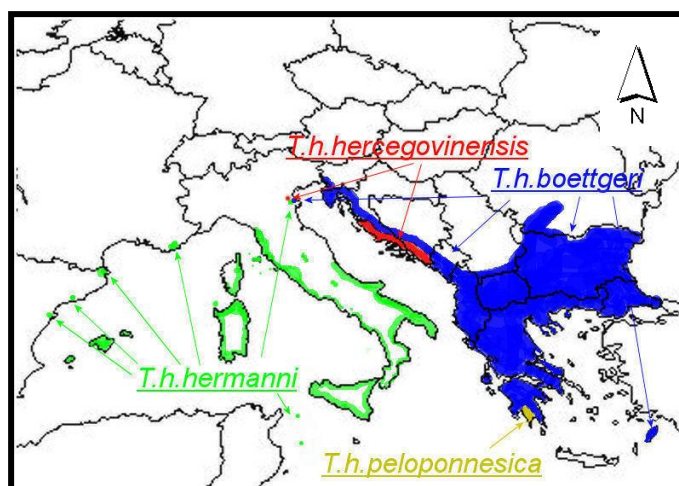 N
T.h.hercegovinensis
T.h.boettgeri
T.h.hermanni
T.h.peloponnesica